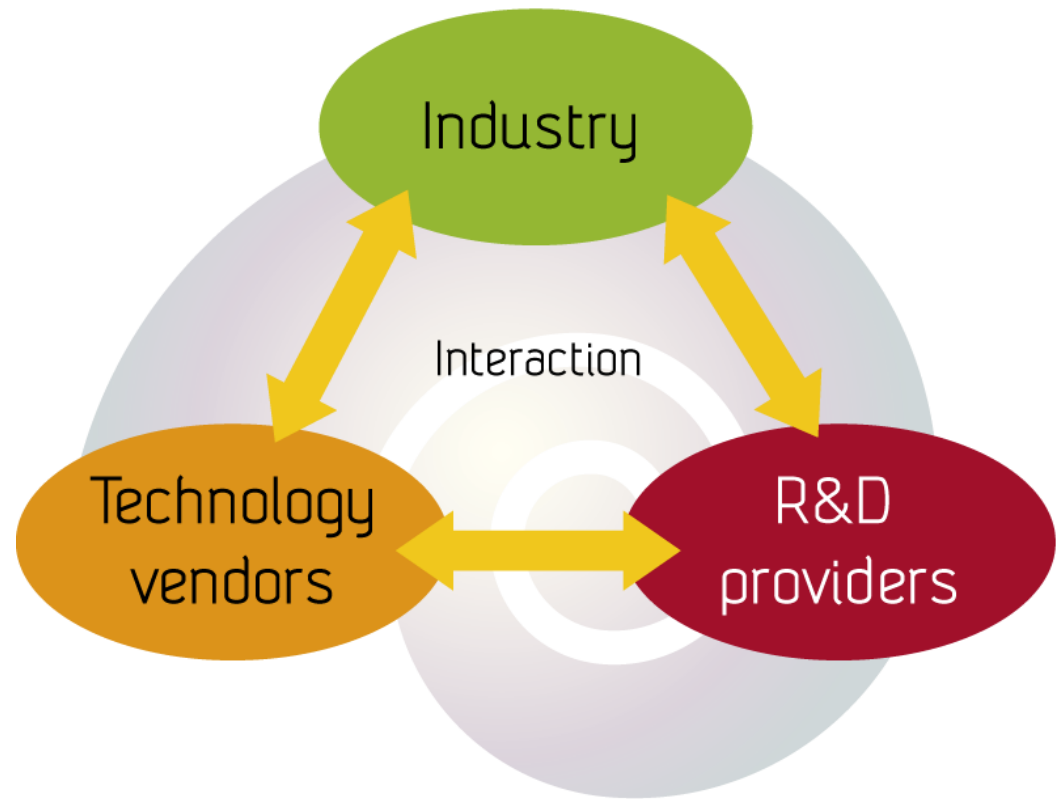 Industry
Interaction
Technology
vendors
R&D
providers